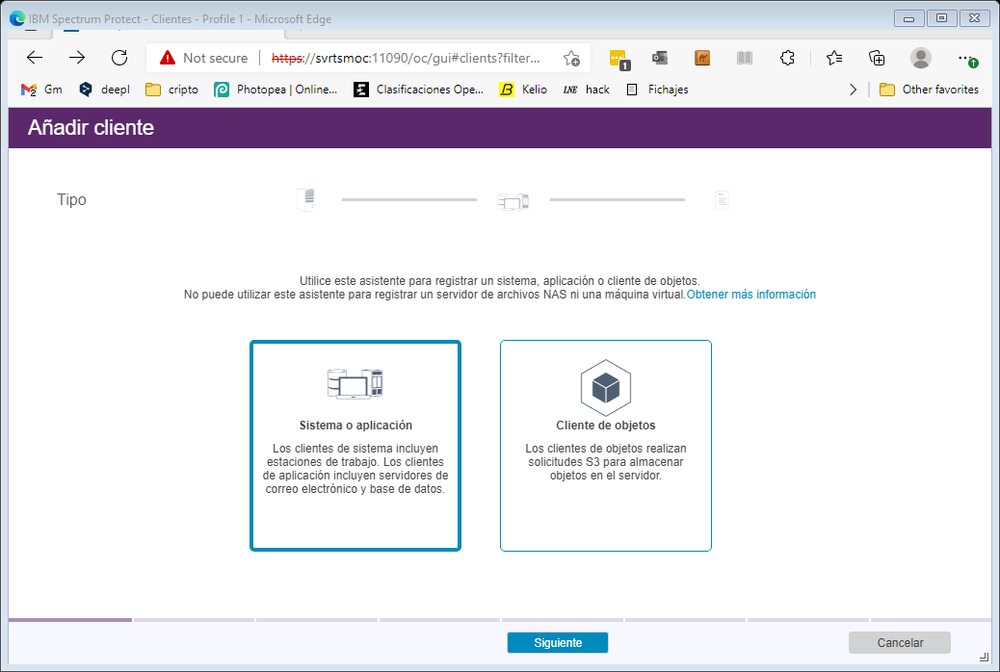 IBM Spectrum Protect - Clientes - Profile 1 - Microsoft Edge
Not secure https://svrtsmoc:11090/oc/gui#clients?filter...
1
Gm deepl cripto Photopea | Online... Clasificaciones Ope... Kelio LNE hack Fichajes Other favorites
Añadir cliente
Tipo
Utilice este asistente para registrar un sistema, aplicación o cliente de objetos.
No puede utilizar este asistente para registrar un servidor de archivos NAS ni una máquina virtual.Obtener más información
Sistema o aplicación
Los clientes de sistema incluyen
estaciones de trabajo. Los clientes
de aplicación incluyen servidores de
correo electrónico y base de datos.
Cliente de objetos
Los clientes de objetos realizan
solicitudes S3 para almacenar
objetos en el servidor.
Siguiente Cancelar